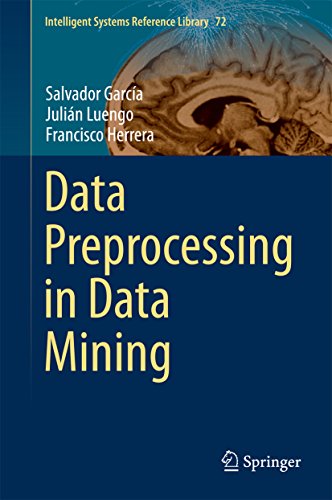 Intelligent Systems Reference Library 72
Salvador García
Julián Luengo
Francisco Herrera
Data
Preprocessing
in Data
Mining
Springer